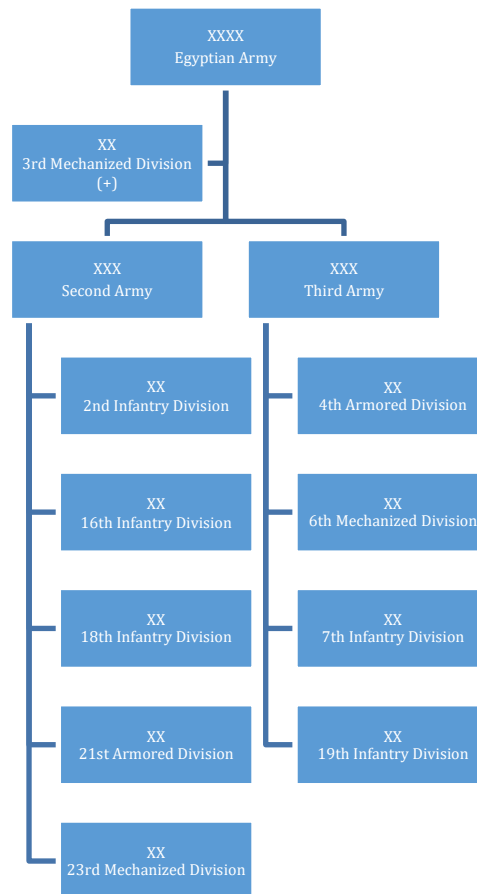 XXXX
Egyptian Army
XX
3rd Mechanized Division
(+)
XXX
Second Army
XXX
Third Army
XX
2nd Infantry Division
XX
16th Infantry Division
XX
18th Infantry Division
XX
21st Armored Division
XX
23rd Mechanized Division
XX
4th Armored Division
XX
6th Mechanized Division
XX
7th Infantry Division
XX
19th Infantry Division